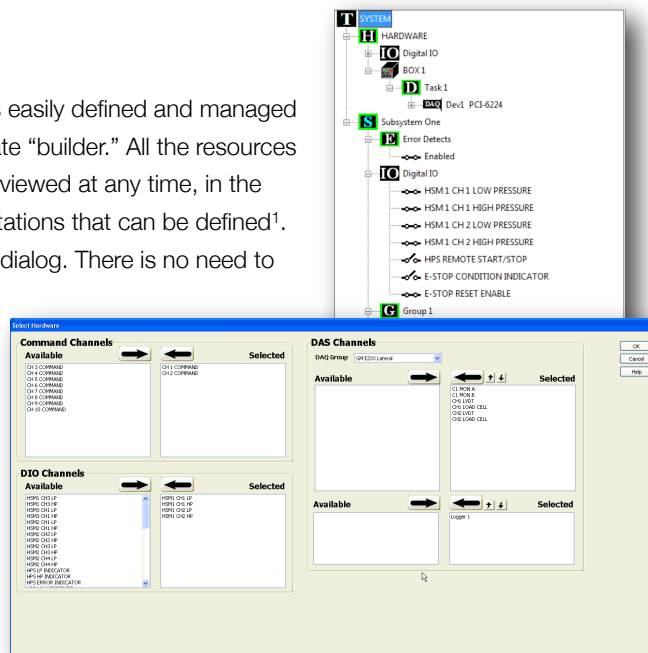 T SYSTEM
H HARDWARE
IO Digital IO
BOX 1
D Task 1
DAQ Dev1 PCI-6224
S Subsystem One
E Error Detects
Enabled
IO Digital IO
HSM 1 CH 1 LOW PRESSURE
HSM 1 CH 1 HIGH PRESSURE
HSM 1 CH 2 LOW PRESSURE
HSM 1 CH 2 HIGH PRESSURE
HPS REMOTE START/STOP
E-STOP CONDITION INDICATOR
E-STOP RESET ENABLE
G Group 1
s easily defined and managed
ate “builder.” All the resources
viewed at any time, in the
tations that can be defined¹.
dialog. There is no need to
Select Hardware
Command Channels
Available
Selected
CH 3 COMMAND
CH 4 COMMAND
CH 5 COMMAND
CH 6 COMMAND
CH 7 COMMAND
CH 8 COMMAND
CH 9 COMMAND
CH 10 COMMAND
CH 1 COMMAND
CH 2 COMMAND
DIO Channels
Available
Selected
HSM1 CH3 LP
HSM1 CH3 HP
HSM2 CH1 LP
HSM2 CH1 HP
HSM2 CH2 LP
HSM2 CH2 HP
HSM2 CH3 LP
HSM2 CH3 HP
HSM2 CH4 LP
HSM2 CH4 HP
HPS LP INDICATOR
HPS HP INDICATOR
HPS ERROR INDICATOR
HSM1 CH1 LP
HSM1 CH1 HP
HSM1 CH2 LP
HSM1 CH2 HP
DAS Channels
DAQ Group
Available
Selected
C1 MON A
C1 MON B
CH1 LVDT
CH1 LOAD CELL
CH2 LVDT
CH2 LOAD CELL
Available
Selected
Logger 1
OK
Cancel
Help